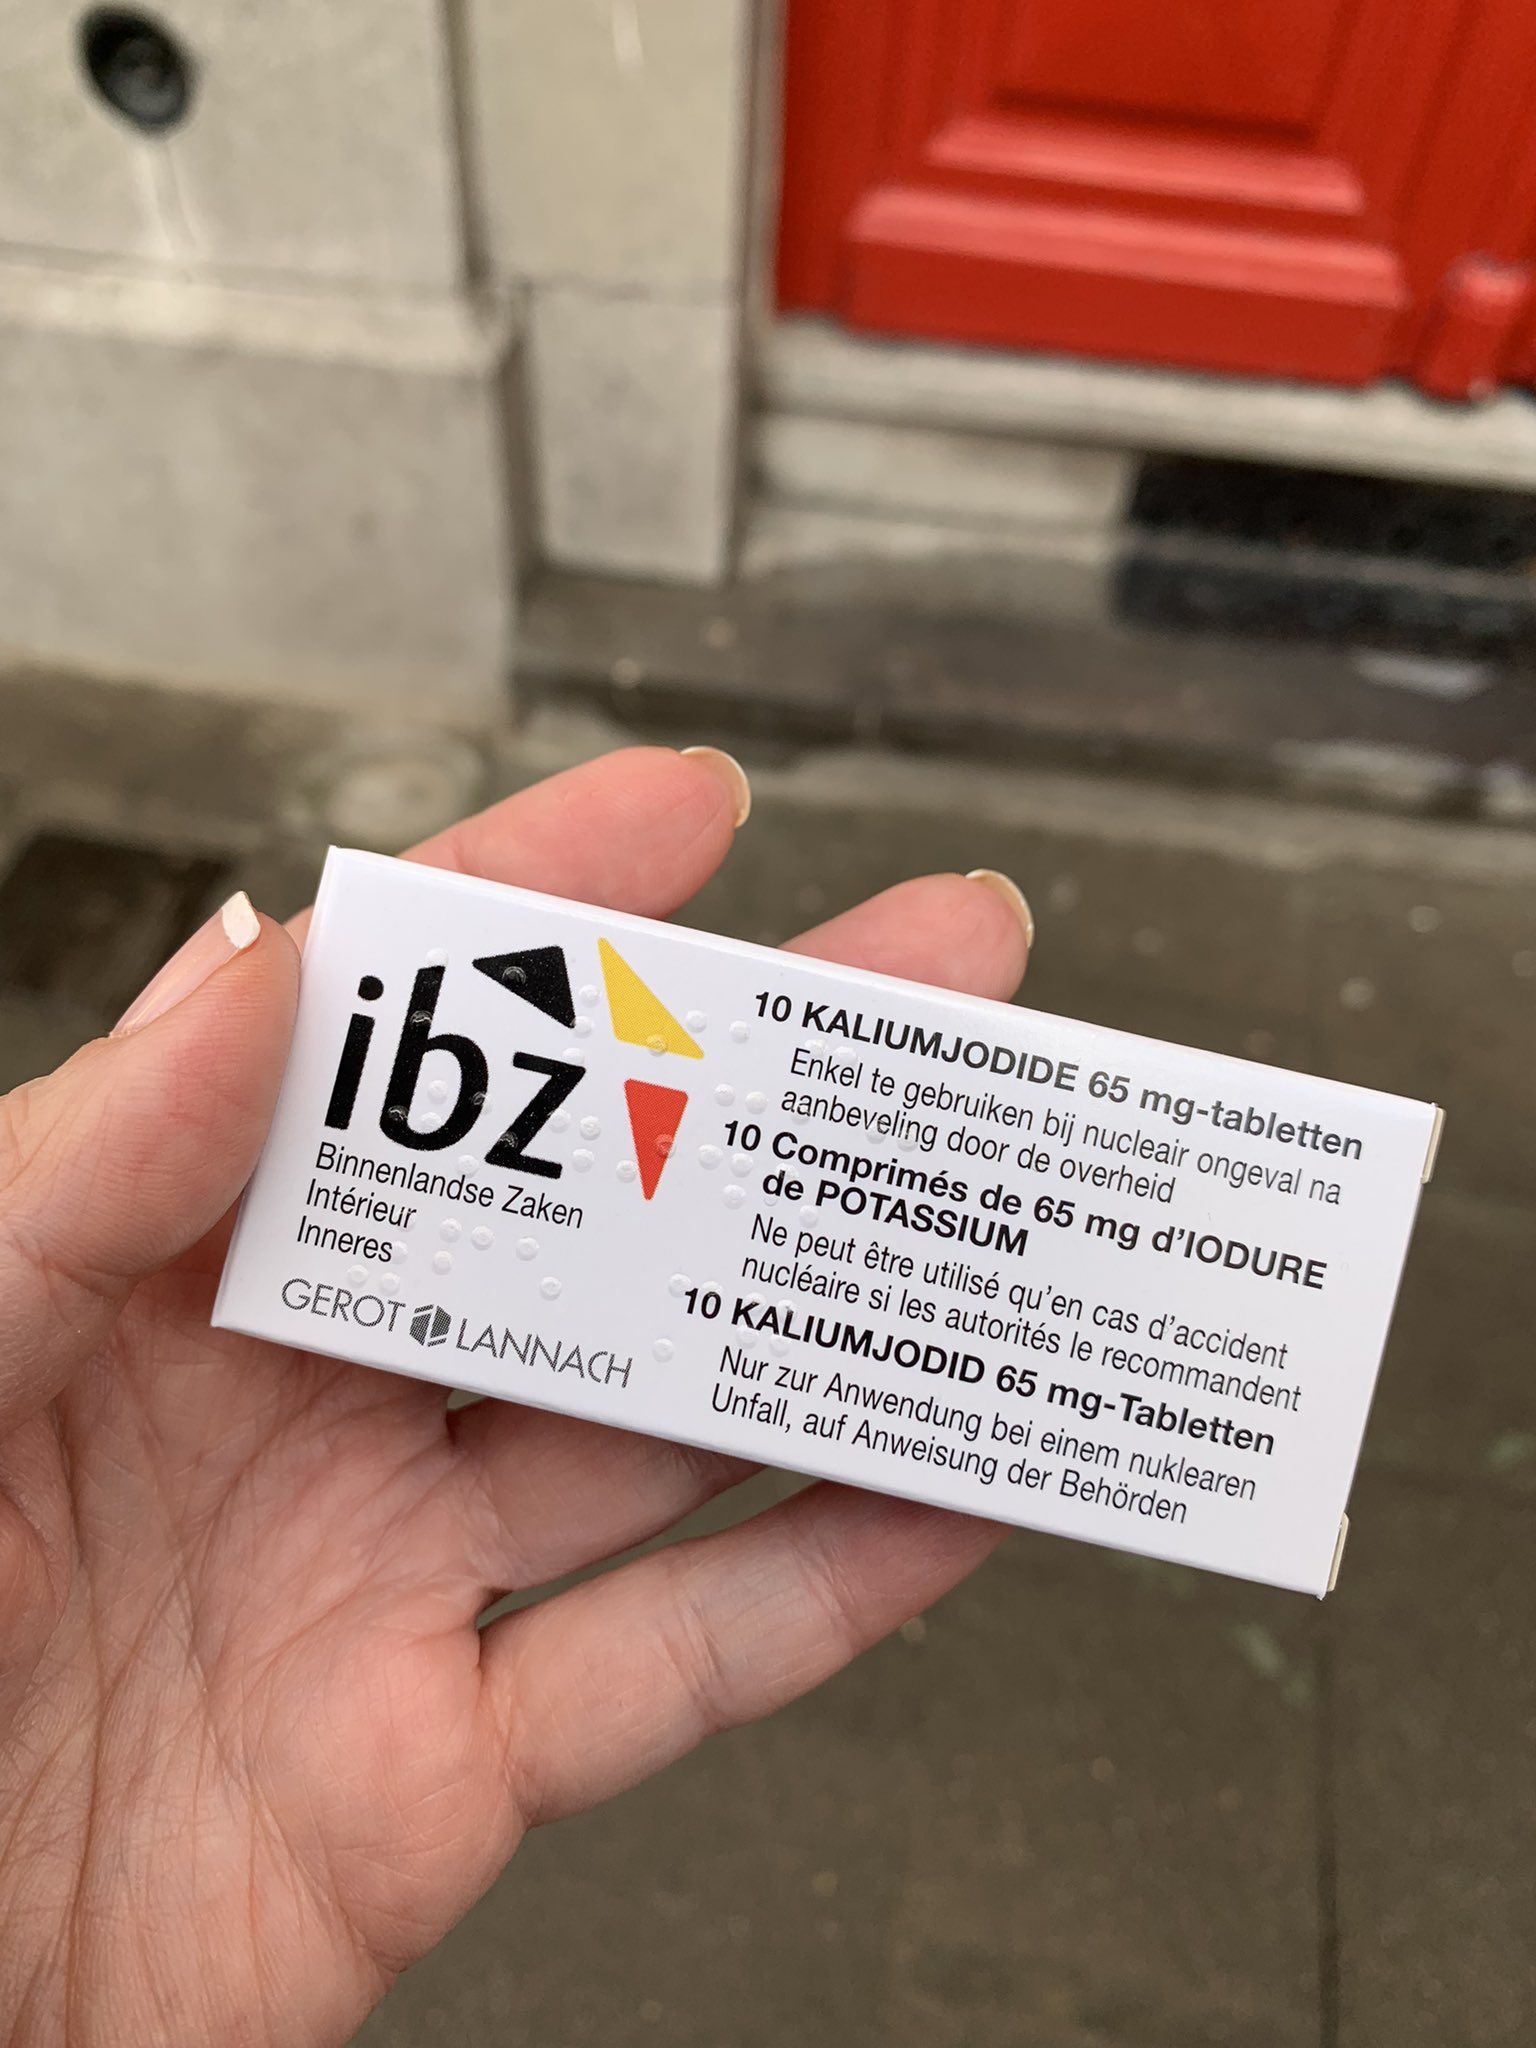 ibz
Binnenlandse Zaken
Intérieur
Inneres
GEROT LANNACH
10 KALIUMJODIDE 65 mg-tabletten
Enkel te gebruiken bij nucleair ongeval na
aanbeveling door de overheid
10 Comprimés de 65 mg d'IODURE
de POTASSIUM
Ne peut être utilisé qu'en cas d'accident
nucléaire si les autorités le recommandent
10 KALIUMJODID 65 mg-Tabletten
Nur zur Anwendung bei einem nuklearen
Unfall, auf Anweisung der Behörden